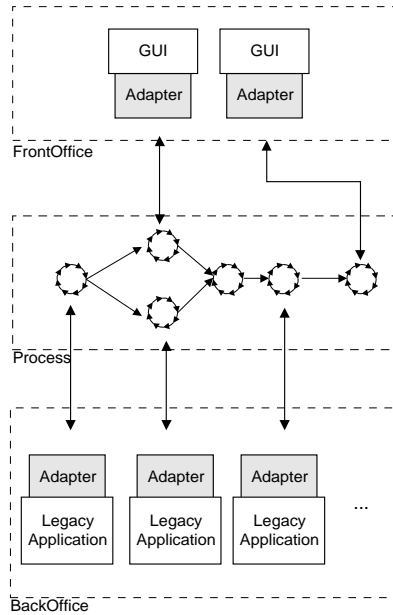 GUI GUI
Adapter Adapter
FrontOffice
Process
Adapter Adapter Adapter
Legacy Legacy Legacy
Application Application Application
...
BackOffice